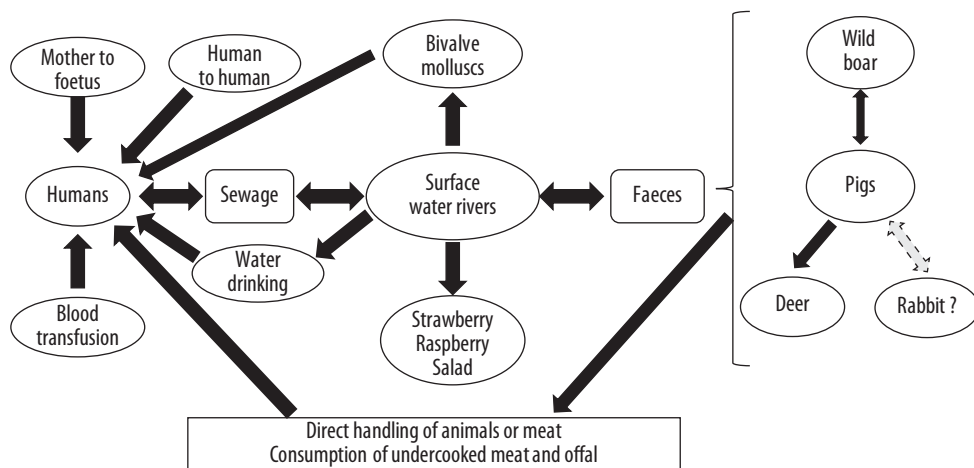 Mother to
foetus
Human
to human
Bivalve
molluscs
Wild
boar
Humans
Sewage
Surface
water rivers
Faeces
Pigs
Water
drinking
Blood
transfusion
Strawberry
Raspberry
Salad
Deer
Rabbit ?
Direct handling of animals or meat
Consumption of undercooked meat and offal